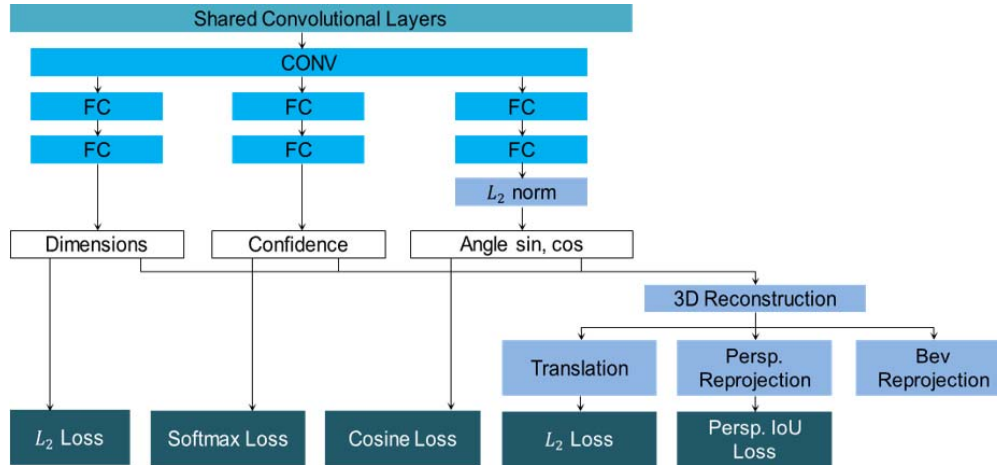 Shared Convolutional Layers
CONV
FC FC FC
FC FC FC
L₂ norm
Dimensions Confidence Angle sin, cos
3D Reconstruction
Translation
Persp.
Reprojection
Bev
Reprojection
L₂ Loss
Softmax Loss
Cosine Loss
L₂ Loss
Persp. IoU
Loss